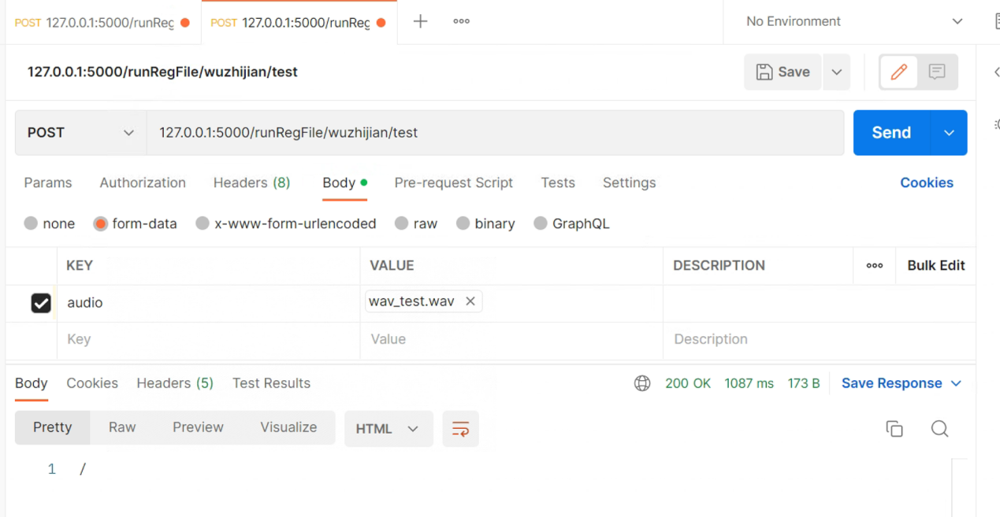 POST 127.0.0.1:5000/runReg POST 127.0.0.1:5000/runReg No Environment
127.0.0.1:5000/runRegFile/wuzhijian/test Save
POST 127.0.0.1:5000/runRegFile/wuzhijian/test Send
Params Authorization Headers (8) Body Pre-request Script Tests Settings Cookies
none form-data x-www-form-urlencoded raw binary GraphQL
KEY VALUE DESCRIPTION ooo Bulk Edit
audio wav_test.wav
Key Value Description
Body Cookies Headers (5) Test Results 200 OK 1087 ms 173 B Save Response
Pretty Raw Preview Visualize HTML
1 /